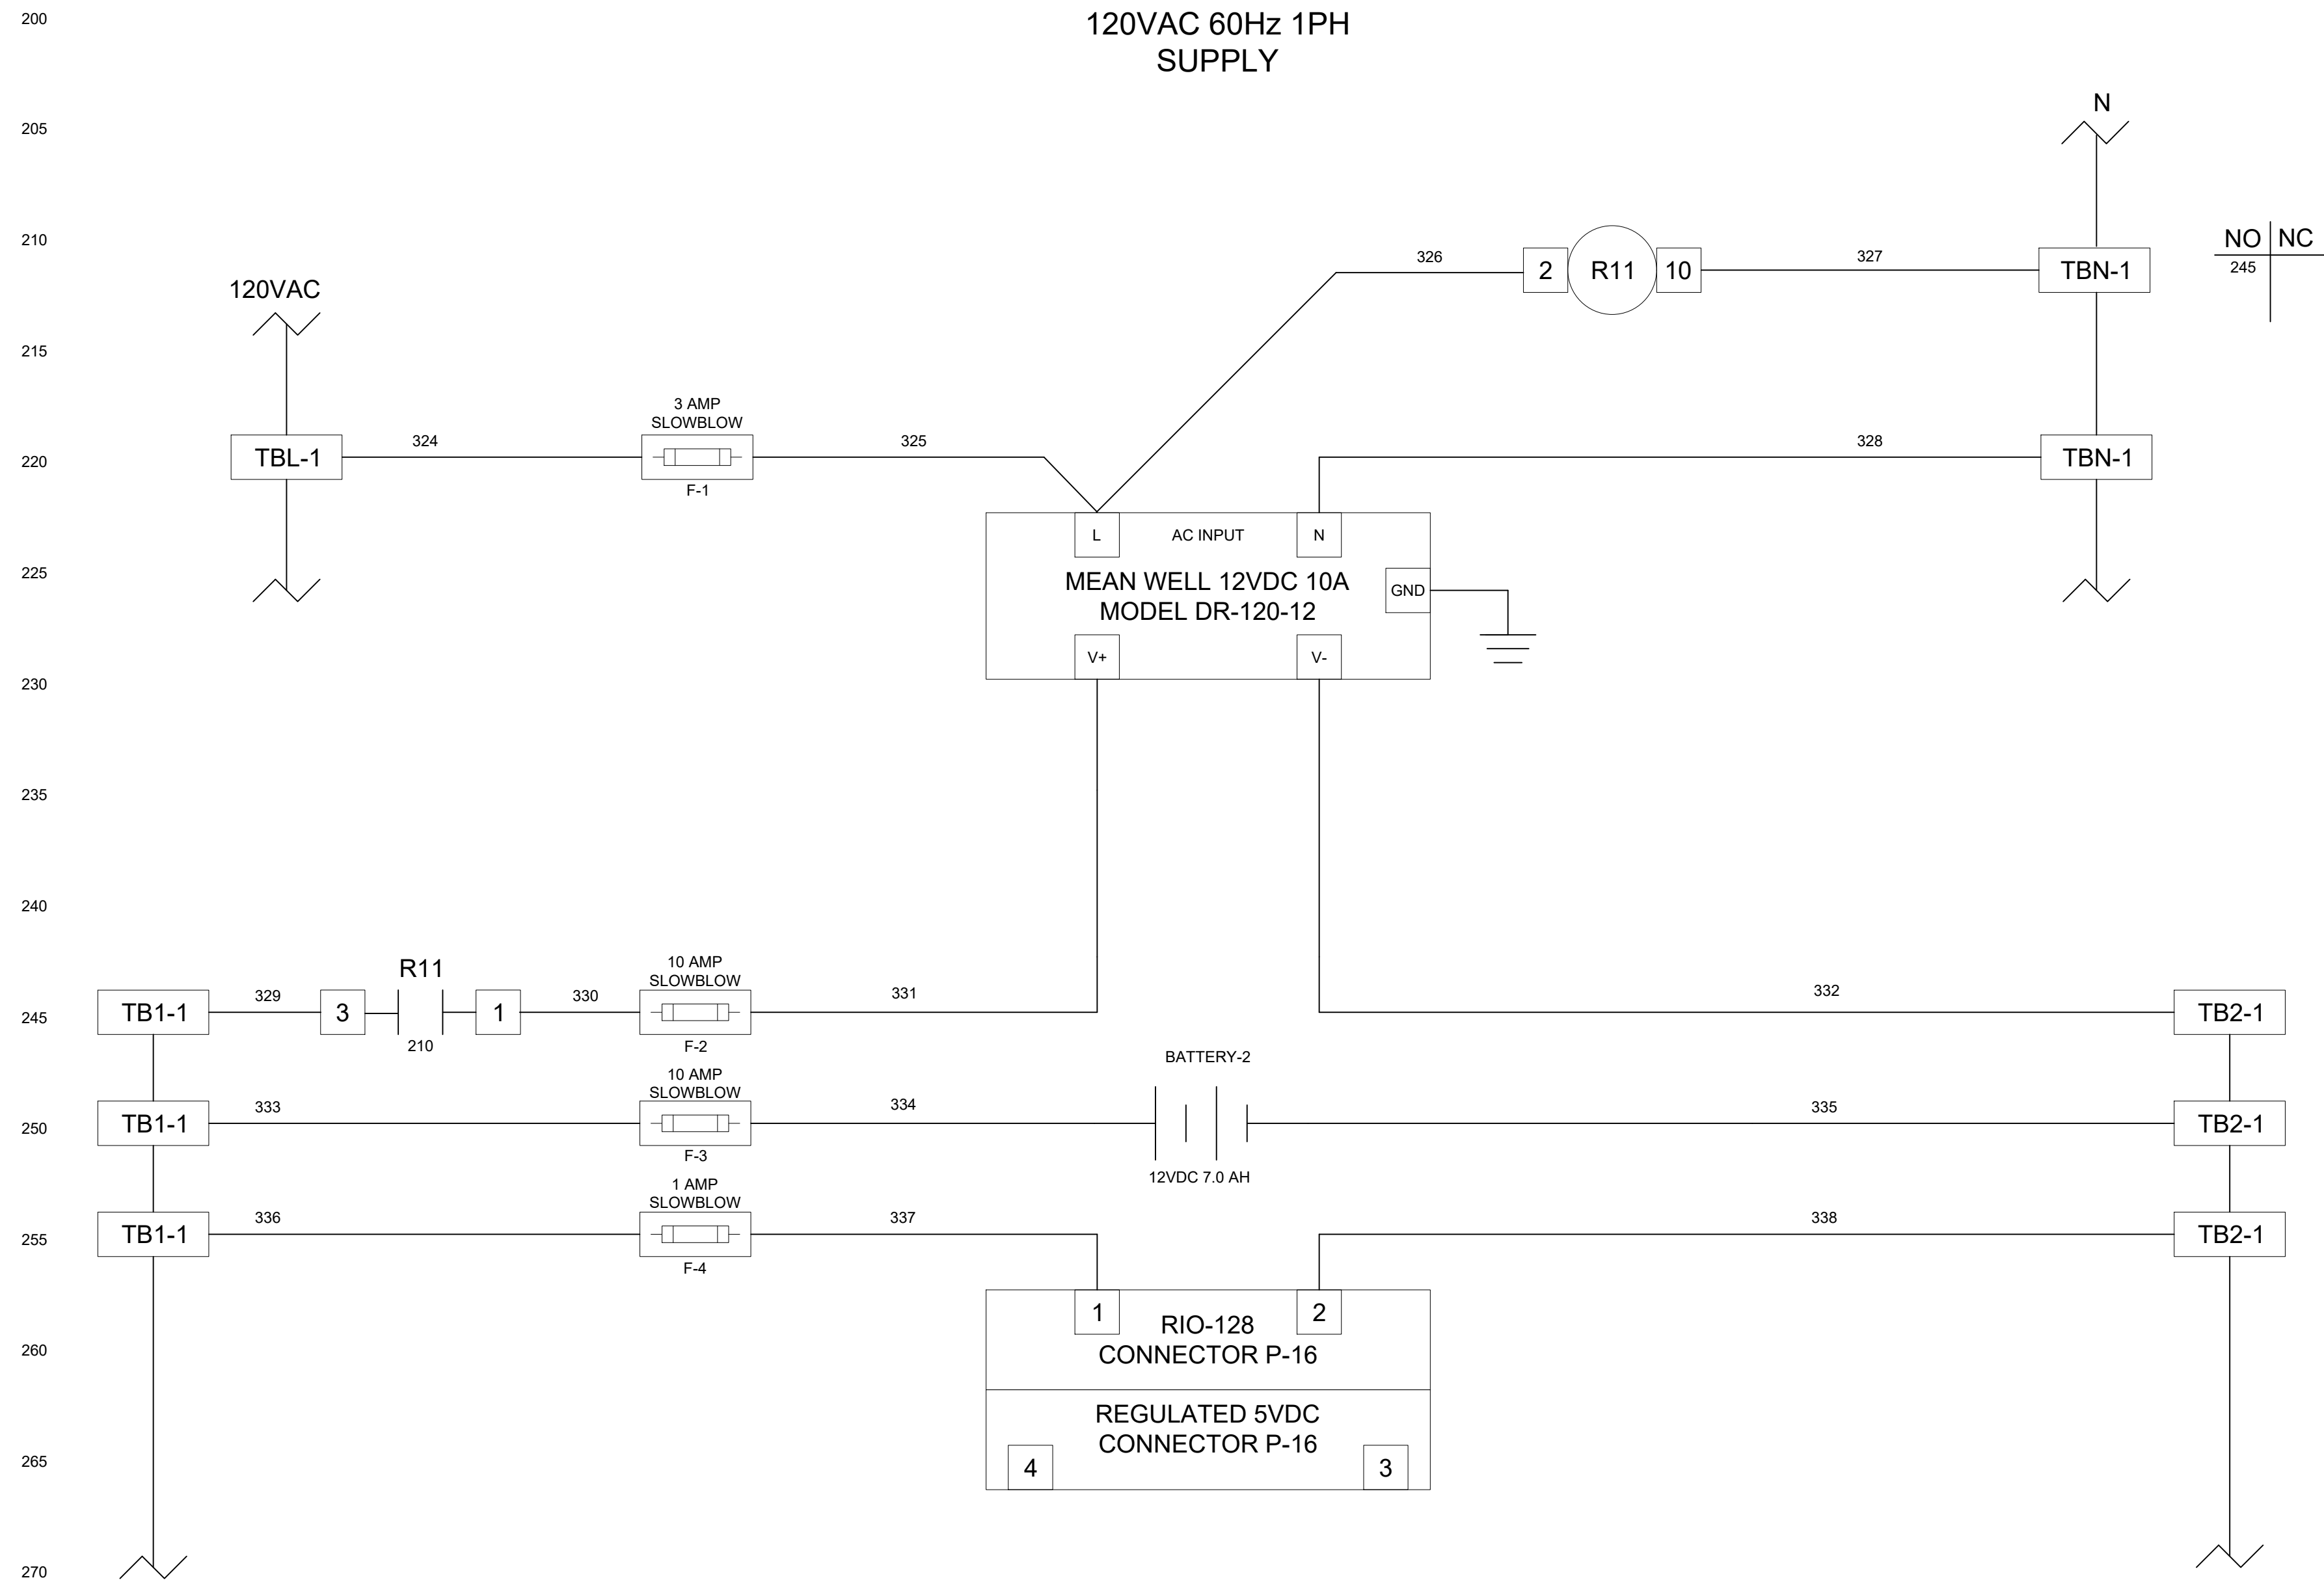 200
120VAC 60Hz 1PH
SUPPLY
N
205
210
326
2
R11
10
327
TBN-1
NO
NC
245
120VAC
215
3 AMP
SLOWBLOW
TBL-1
324
325
328
TBN-1
220
F-1
L
AC INPUT
N
225
MEAN WELL 12VDC 10A
MODEL DR-120-12
GND
V+
V-
230
235
240
R11
10 AMP
SLOWBLOW
TB1-1
329
3
1
330
331
332
TB2-1
245
210
F-2
BATTERY-2
10 AMP
SLOWBLOW
TB1-1
333
334
335
TB2-1
250
F-3
12VDC 7.0 AH
1 AMP
SLOWBLOW
TB1-1
336
337
338
TB2-1
255
F-4
1
2
RIO-128
CONNECTOR P-16
260
REGULATED 5VDC
CONNECTOR P-16
265
4
3
270